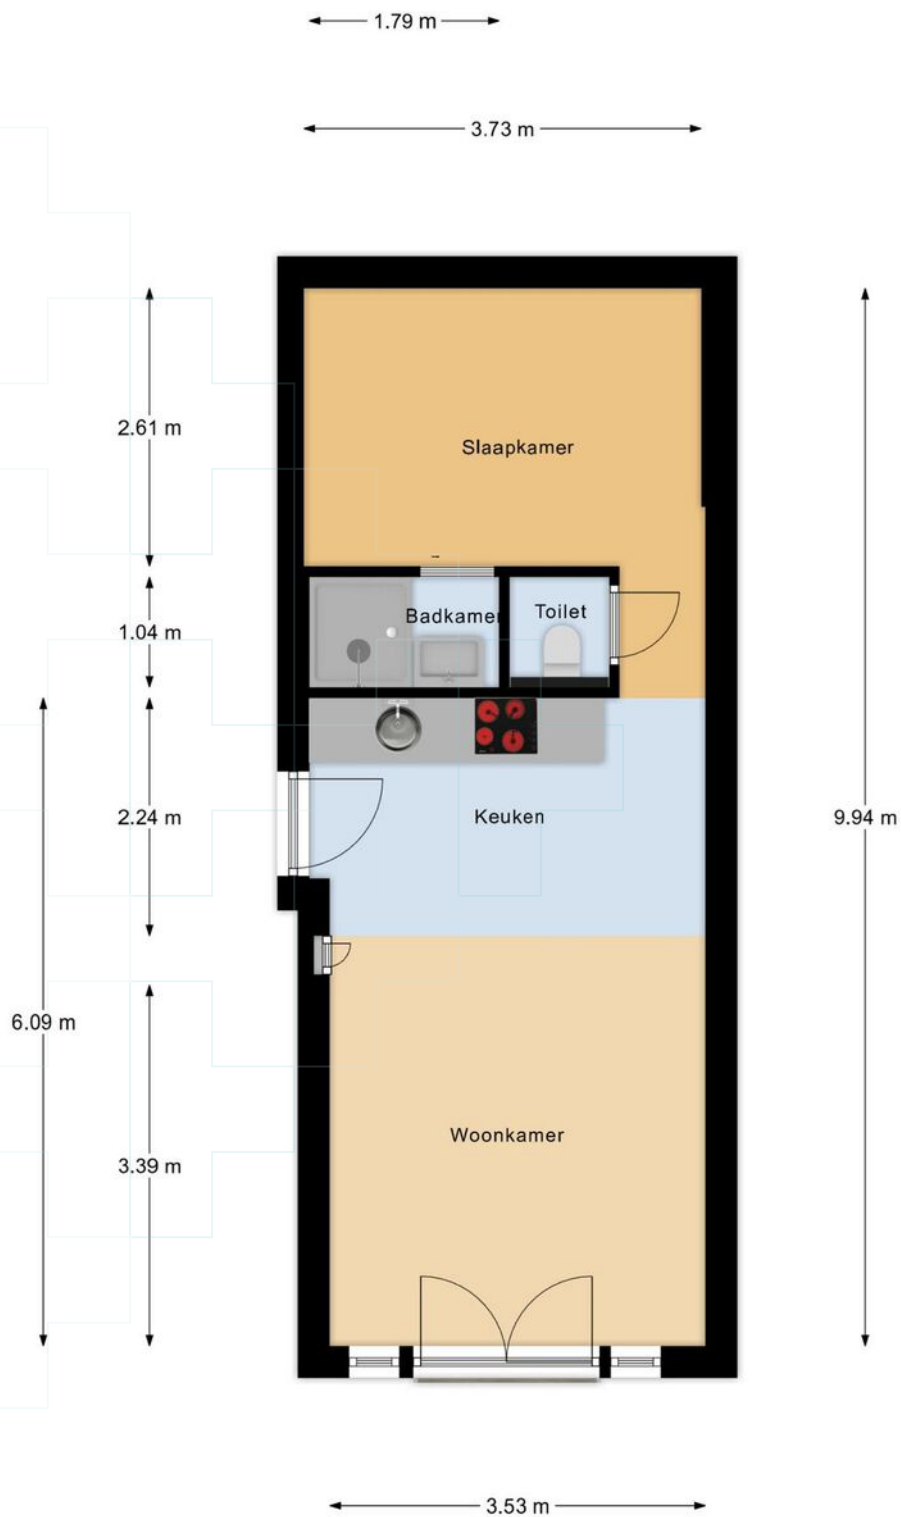 1.79 m
3.73 m
2.61 m
Slaapkamer
Badkamer
Toilet
1.04 m
2.24 m
Keuken
9.94 m
6.09 m
Woonkamer
3.39 m
3.53 m